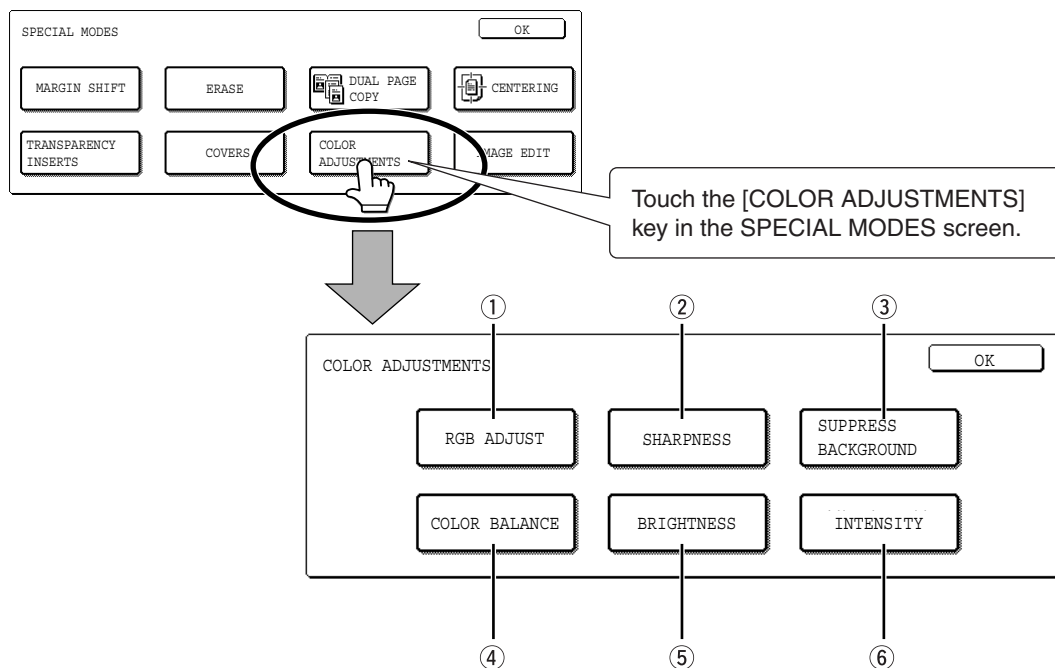 SPECIAL MODES
OK
MARGIN SHIFT
ERASE
DUAL PAGE
COPY
CENTERING
TRANSPARENCY
INSERTS
COVERS
COLOR
ADJUSTMENTS
IMAGE EDIT
Touch the [COLOR ADJUSTMENTS]
key in the SPECIAL MODES screen.
① ② ③
COLOR ADJUSTMENTS
OK
RGB ADJUST
SHARPNESS
SUPPRESS
BACKGROUND
COLOR BALANCE
BRIGHTNESS
INTENSITY
④ ⑤ ⑥